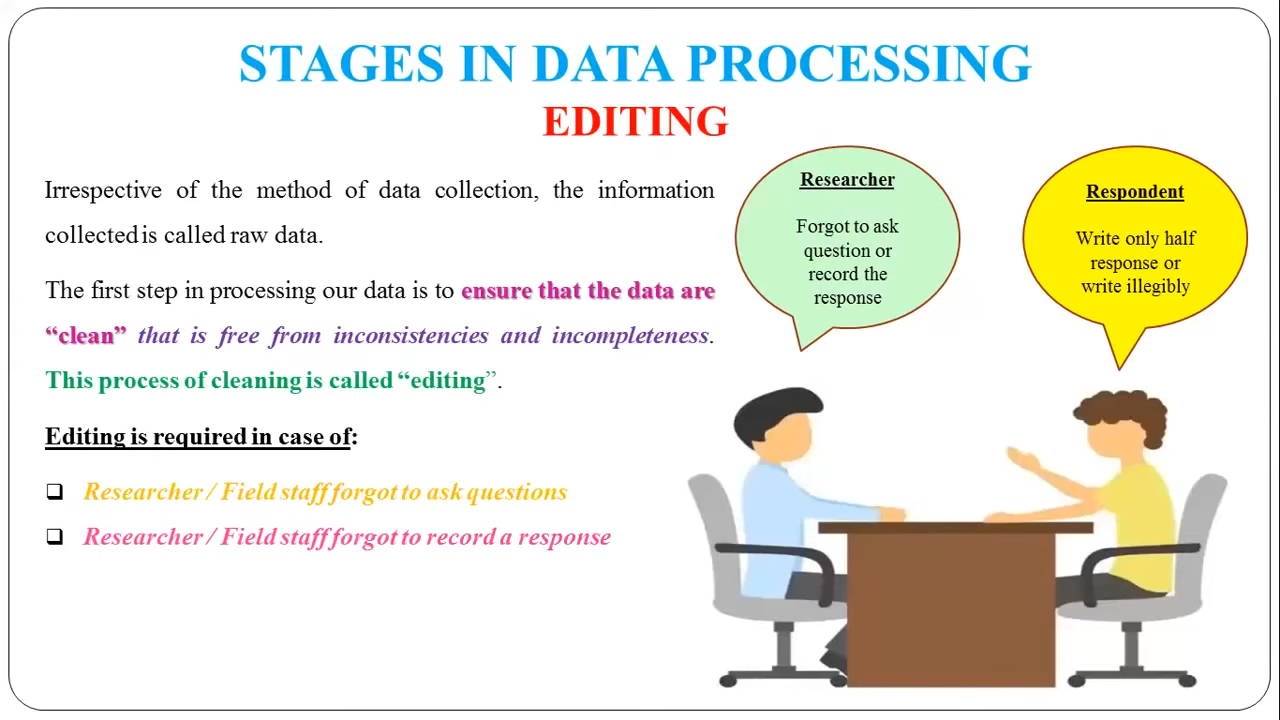 STAGES IN DATA PROCESSING
EDITING
Irrespective of the method of data collection, the information
collected is called raw data.
The first step in processing our data is to ensure that the data are
“clean” that is free from inconsistencies and incompleteness.
This process of cleaning is called “editing”.
Editing is required in case of:
Researcher / Field staff forgot to ask questions
Researcher / Field staff forgot to record a response
Researcher
Forgot to ask
question or
record the
response
Respondent
Write only half
response or
write illegibly